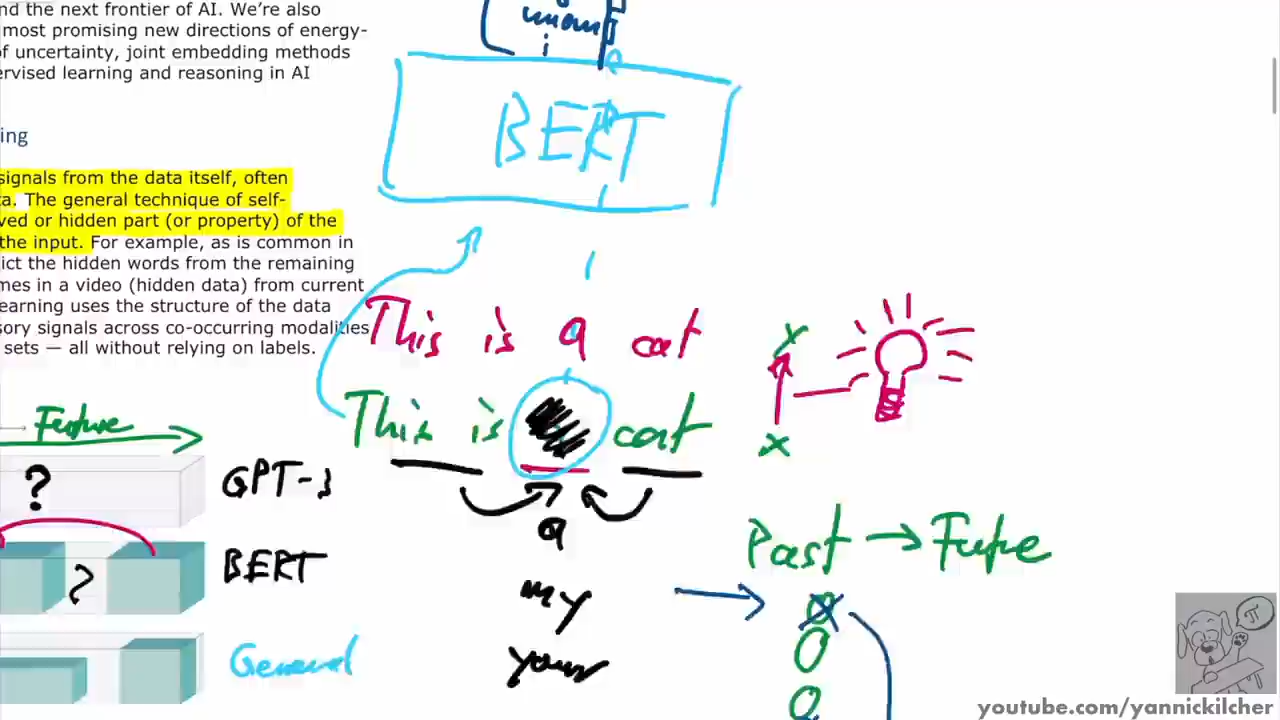 nd the next frontier of AI. We’re also
most promising new directions of energy-
of uncertainty, joint embedding methods
ervised learning and reasoning in AI
ing
signals from the data itself, often
ta. The general technique of self-
ved or hidden part (or property) of the
the input. For example, as is common in
ict the hidden words from the remaining
mes in a video (hidden data) from current
earning uses the structure of the data
sory signals across co-occurring modalities
sets — all without relying on labels.
BERT
This is a cat
This is cat
a
my
your
x
x
Past → Future
Future
?
GPT-3
?
BERT
General
π
youtube.com/yannickilcher